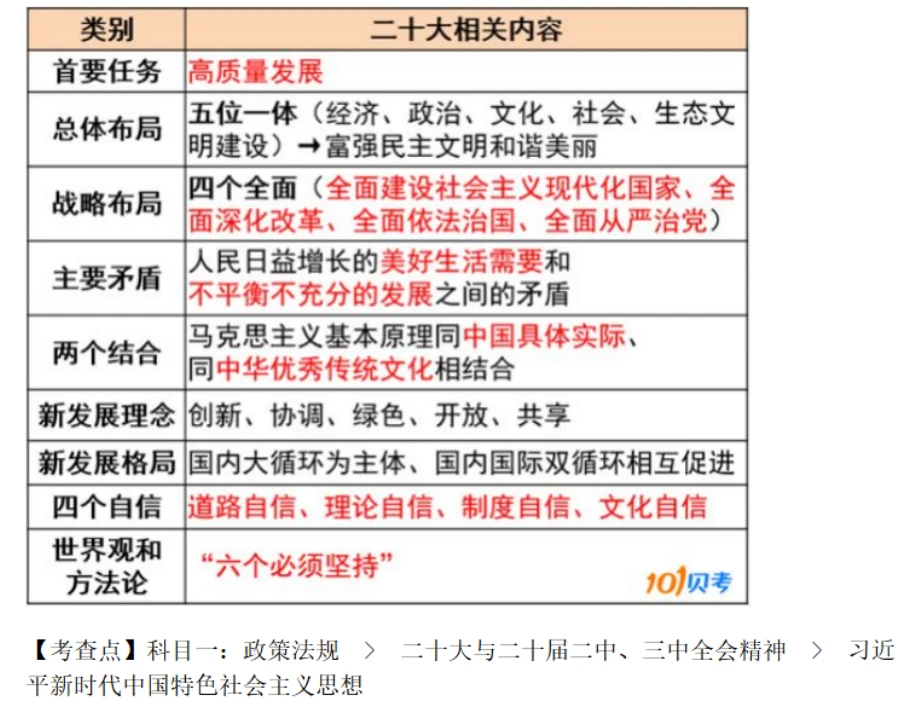 类别 二十大相关内容
首要任务 高质量发展
总体布局 五位一体（经济、政治、文化、社会、生态文
明建设）→富强民主文明和谐美丽
战略布局 四个全面（全面建设社会主义现代化国家、全
面深化改革、全面依法治国、全面从严治党）
主要矛盾 人民日益增长的美好生活需要和
不平衡不充分的发展之间的矛盾
两个结合 马克思主义基本原理同中国具体实际、
同中华优秀传统文化相结合
新发展理念 创新、协调、绿色、开放、共享
新发展格局 国内大循环为主体、国内国际双循环相互促进
四个自信 道路自信、理论自信、制度自信、文化自信
世界观和
方法论 “六个必须坚持”
101贝考
【考查点】科目一：政策法规 > 二十大与二十届二中、三中全会精神 > 习近
平新时代中国特色社会主义思想